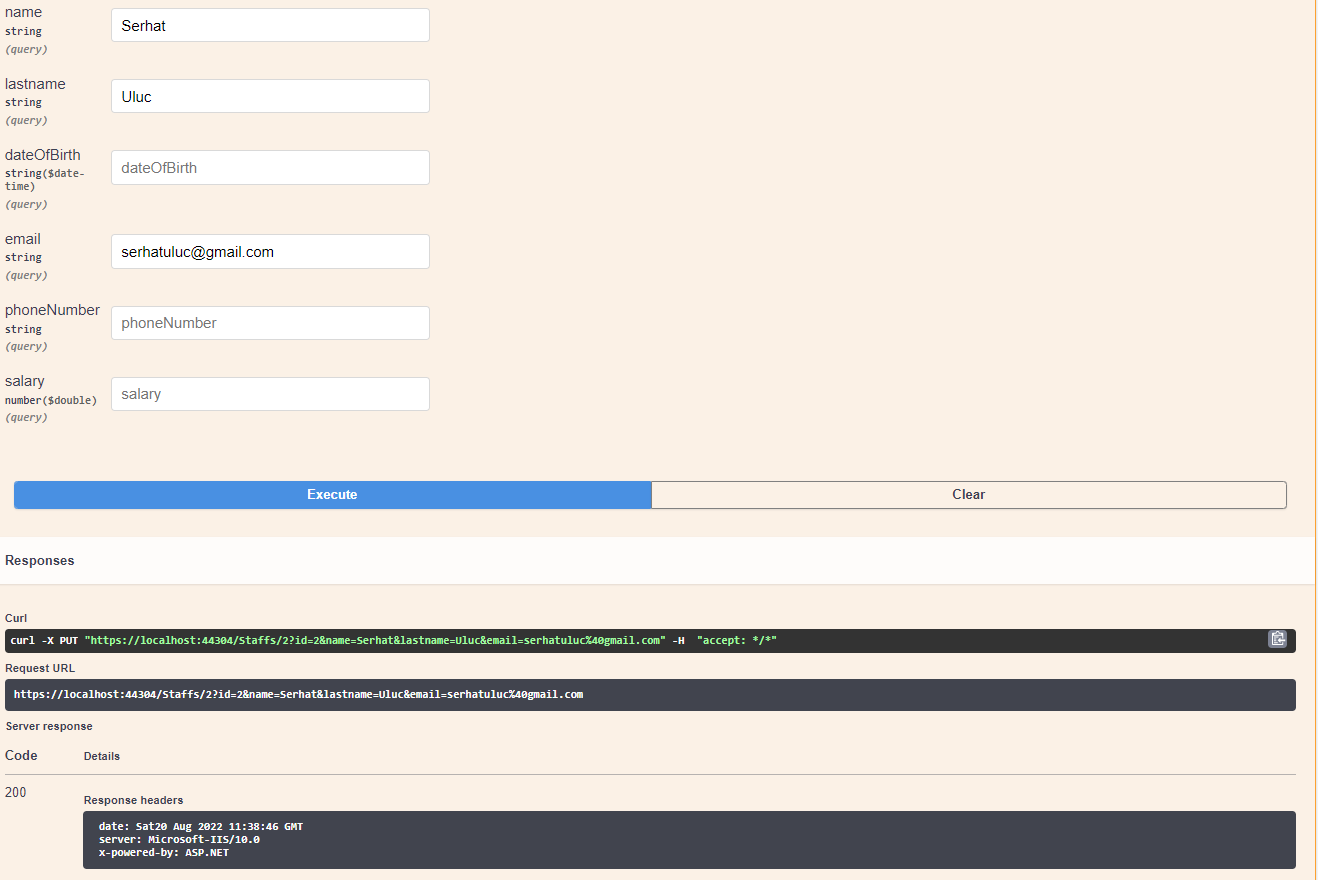 name
string
(query)
Serhat
lastname
string
(query)
Uluc
dateOfBirth
string($date-
time)
(query)
dateOfBirth
email
string
(query)
serhatuluc@gmail.com
phoneNumber
string
(query)
phoneNumber
salary
number($double)
(query)
salary
Execute
Clear
Responses
Curl
curl -X PUT "https://localhost:44304/Staffs/2?id=2&name=Serhat&lastname=Uluc&email=serhatuluc%40gmail.com" -H  "accept: */*"
Request URL
https://localhost:44304/Staffs/2?id=2&name=Serhat&lastname=Uluc&email=serhatuluc%40gmail.com
Server response
Code
Details
200
Response headers
date: Sat20 Aug 2022 11:38:46 GMT
server: Microsoft-IIS/10.0
x-powered-by: ASP.NET